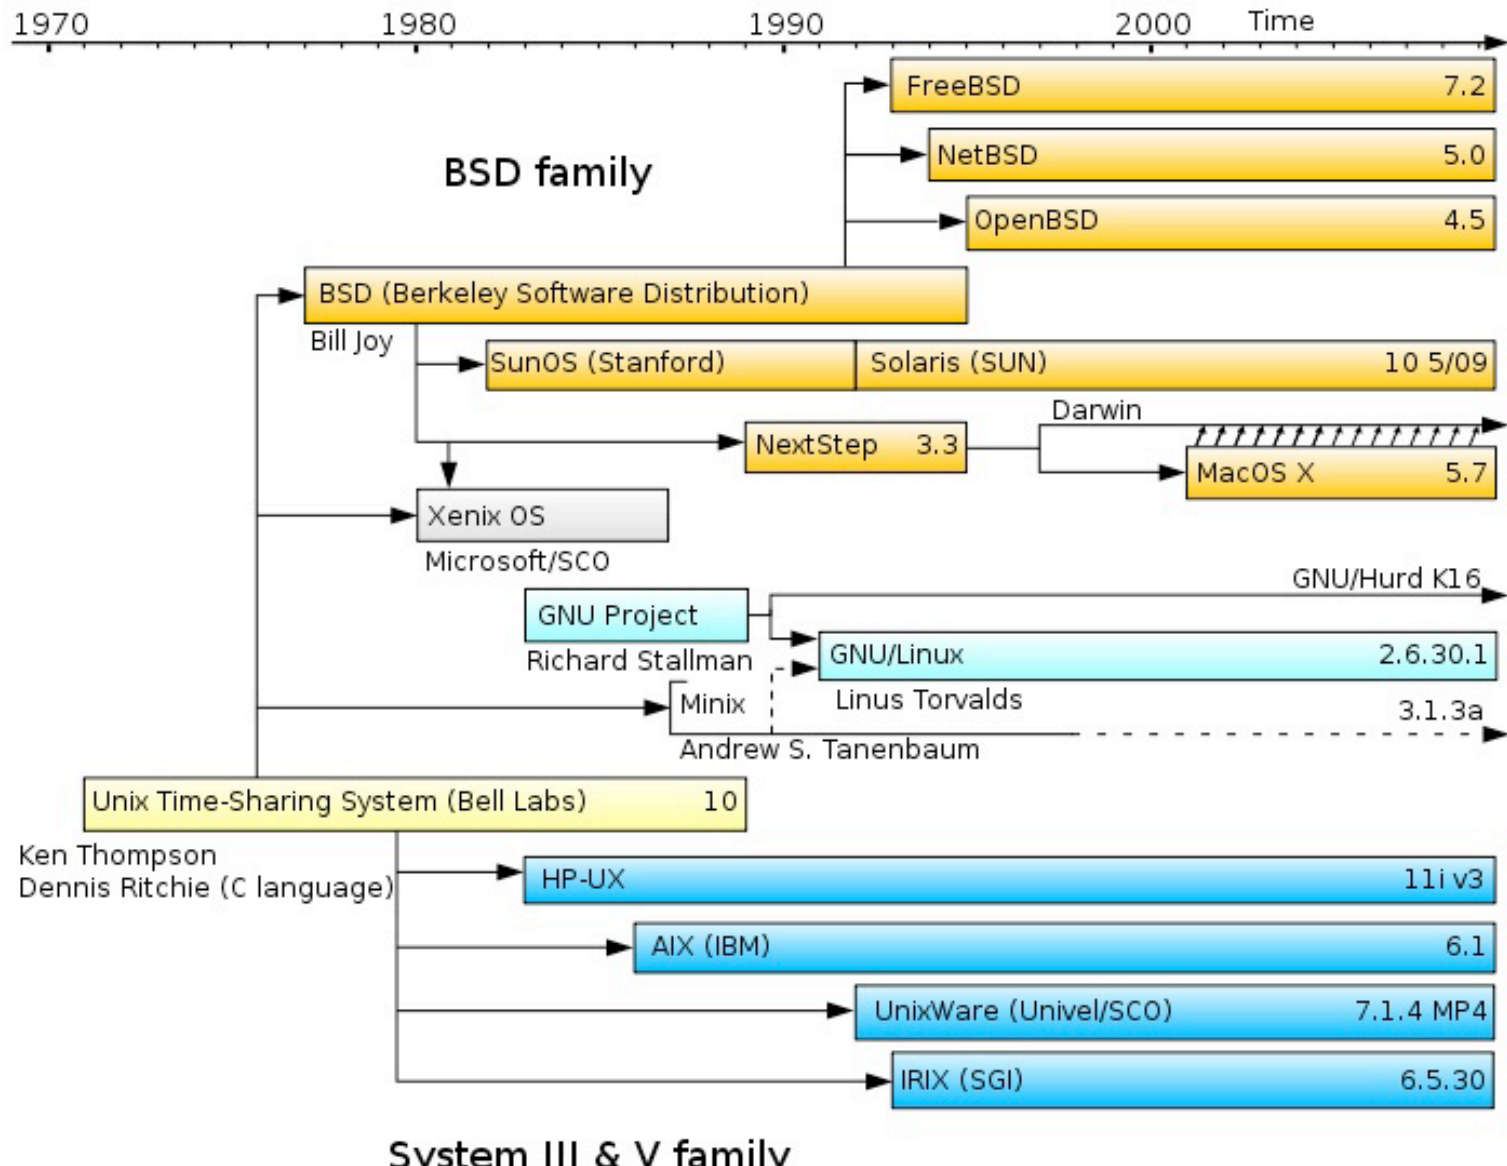 1970 1980 1990 2000 Time
FreeBSD 7.2
NetBSD 5.0
BSD family
OpenBSD 4.5
BSD (Berkeley Software Distribution)
Bill Joy
SunOS (Stanford) Solaris (SUN) 10 5/09
Darwin
NextStep 3.3
MacOS X 5.7
Xenix OS
Microsoft/SCO
GNU/Hurd K16
GNU Project
Richard Stallman
GNU/Linux 2.6.30.1
Linus Torvalds
Minix 3.1.3a
Andrew S. Tanenbaum
Unix Time-Sharing System (Bell Labs) 10
Ken Thompson
Dennis Ritchie (C language)
HP-UX 11i v3
AIX (IBM) 6.1
UnixWare (Univel/SCO) 7.1.4 MP4
IRIX (SGI) 6.5.30
System III & V family